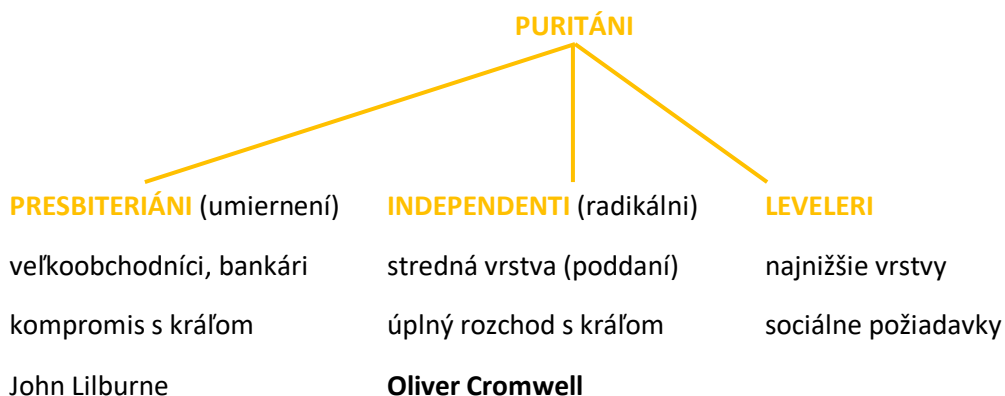 PURITÁNI
PRESBITERIÁNI (umiernení)
veľkoobchodníci, bankári
kompromis s kráľom
John Lilburne
INDEPENDENTI (radikálni)
stredná vrstva (poddaní)
úplný rozchod s kráľom
Oliver Cromwell
LEVELERI
najnižšie vrstvy
sociálne požiadavky